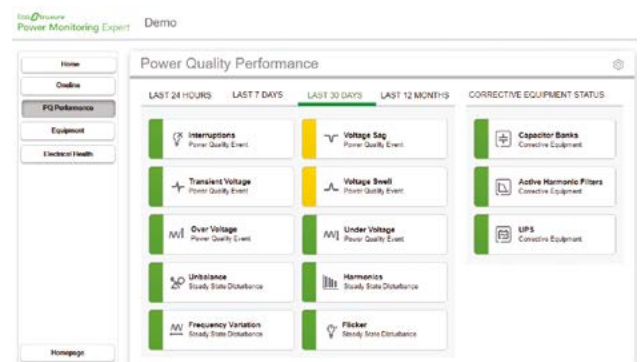 EcoStruxure
Power Monitoring Expert
Demo
Home
Oneline
PQ Performance
Equipment
Electrical Health
Homepage
Power Quality Performance
LAST 24 HOURS LAST 7 DAYS LAST 30 DAYS LAST 12 MONTHS CORRECTIVE EQUIPMENT STATUS
Interruptions
Power Quality Event
Voltage Sag
Power Quality Event
Transient Voltage
Power Quality Event
Voltage Swell
Power Quality Event
Over Voltage
Power Quality Event
Under Voltage
Power Quality Event
Unbalance
Steady State Disturbance
Harmonics
Steady State Disturbance
Frequency Variation
Steady State Disturbance
Flicker
Steady State Disturbance
Capacitor Banks
Corrective Equipment
Active Harmonic Filters
Corrective Equipment
UPS
Corrective Equipment